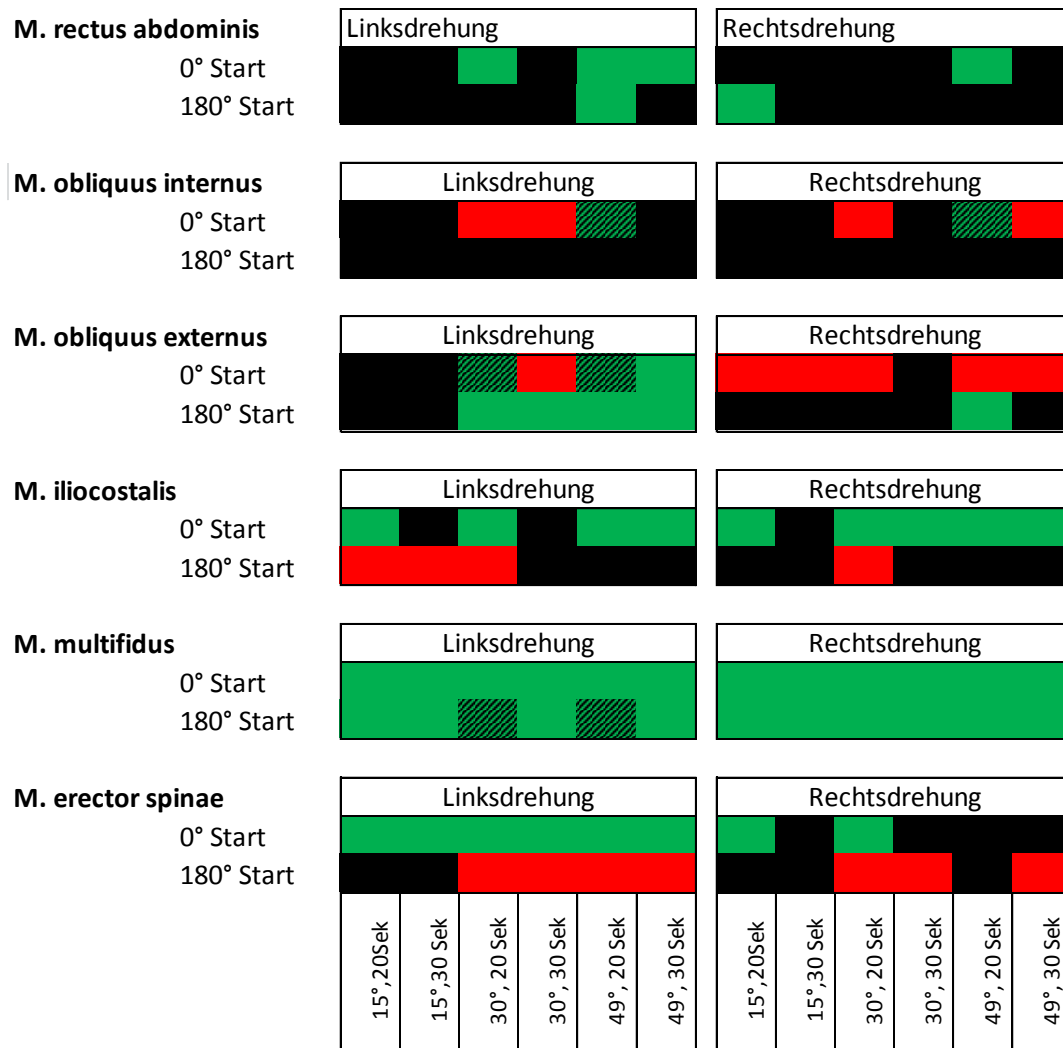 M. rectus abdominis Linksdrehung Rechtsdrehung
0° Start
180° Start
M. obliquus internus Linksdrehung Rechtsdrehung
0° Start
180° Start
M. obliquus externus Linksdrehung Rechtsdrehung
0° Start
180° Start
M. iliocostalis Linksdrehung Rechtsdrehung
0° Start
180° Start
M. multifidus Linksdrehung Rechtsdrehung
0° Start
180° Start
M. erector spinae Linksdrehung Rechtsdrehung
0° Start
180° Start
15°,20Sek
15°,30 Sek
30°, 20 Sek
30°, 30 Sek
49°, 20 Sek
49°, 30 Sek
15°,20Sek
15°,30 Sek
30°, 20 Sek
30°, 30 Sek
49°, 20 Sek
49°, 30 Sek